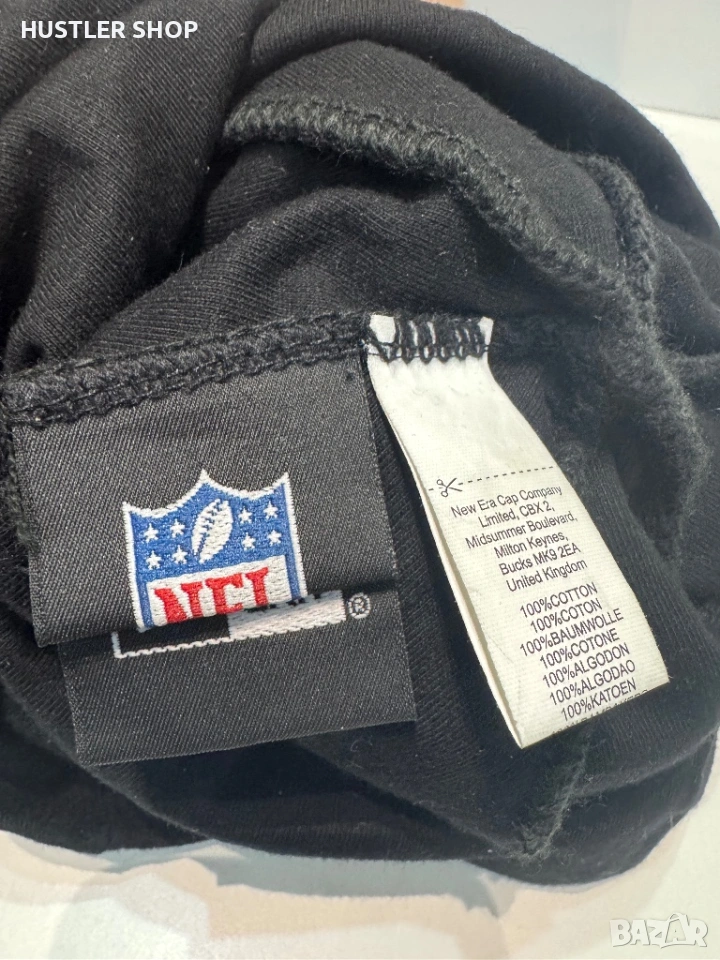 HUSTLER SHOP
NFL
®
New Era Cap Company
Limited, CBX 2,
Midsummer Boulevard,
Milton Keynes,
Bucks MK9 2EA
United Kingdom
100%COTTON
100%COTON
100%BAUMWOLLE
100%COTONE
100%ALGODON
100%ALGODAO
100%KATOEN
BAZAR